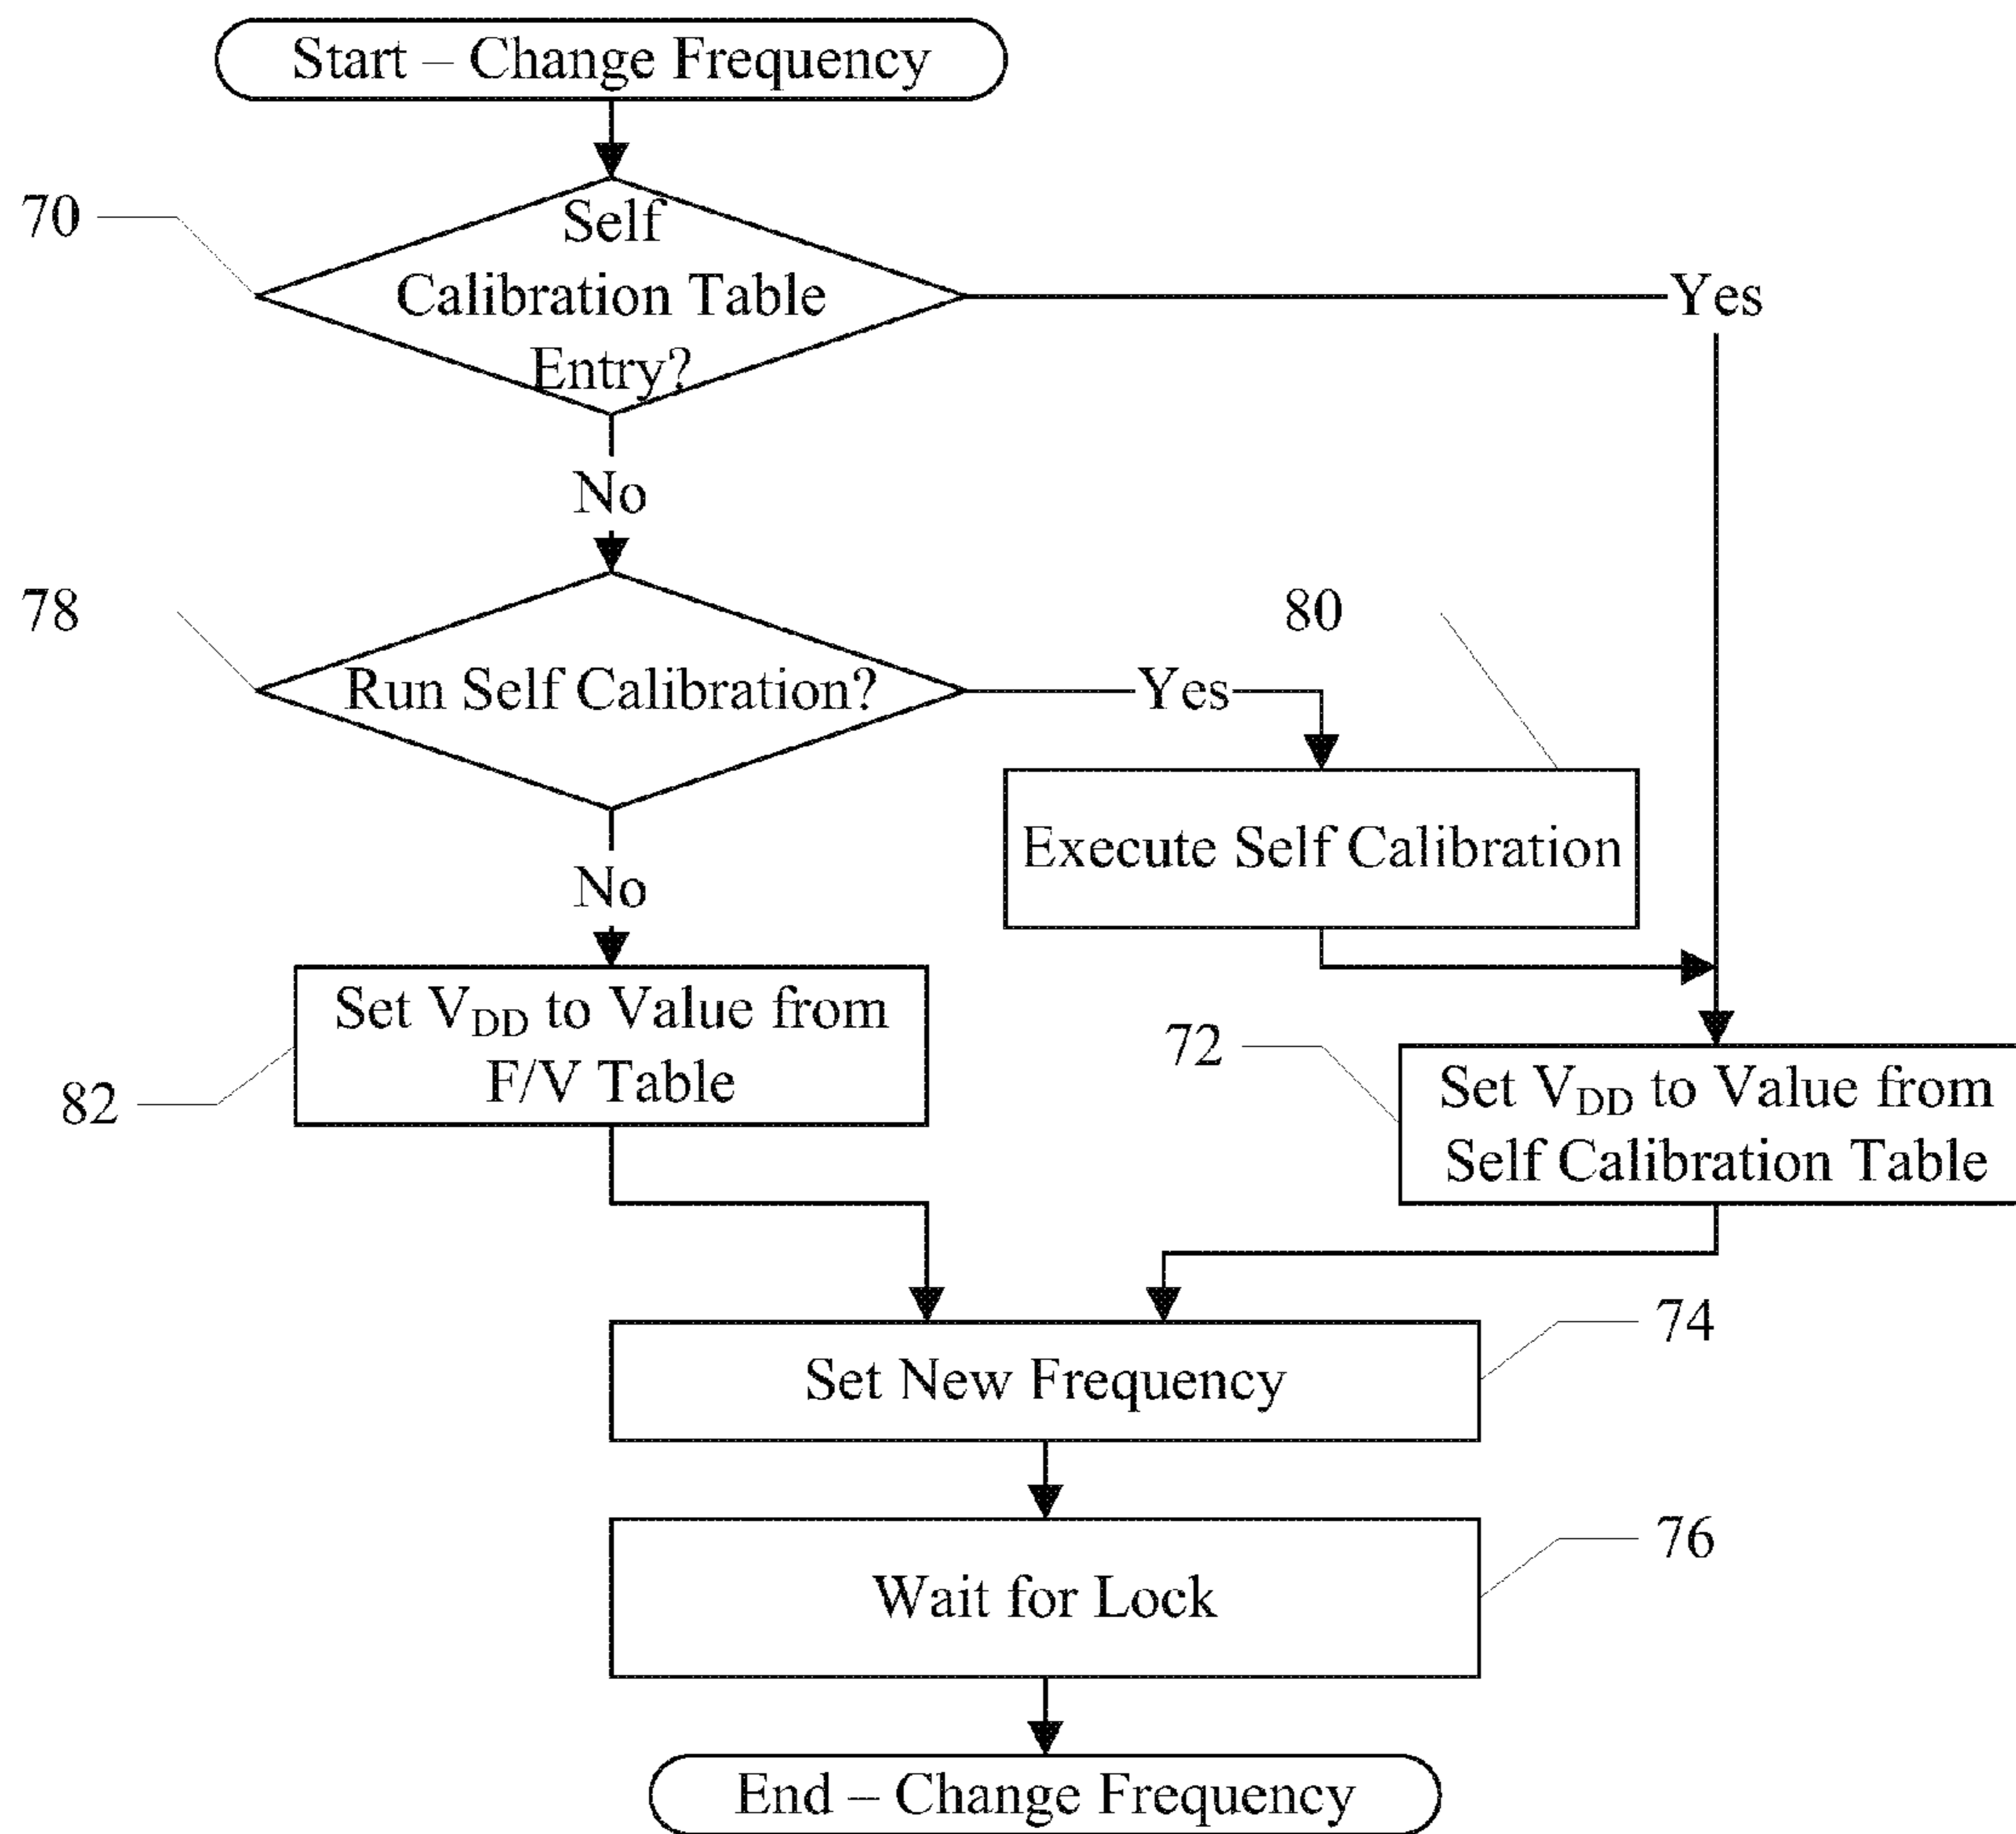 Start – Change Frequency
70
Self
Calibration Table
Entry?
Yes
No
78
Run Self Calibration?
Yes
80
Execute Self Calibration
No
Set VDD to Value from
F/V Table
82
72
Set VDD to Value from
Self Calibration Table
74
Set New Frequency
76
Wait for Lock
End – Change Frequency